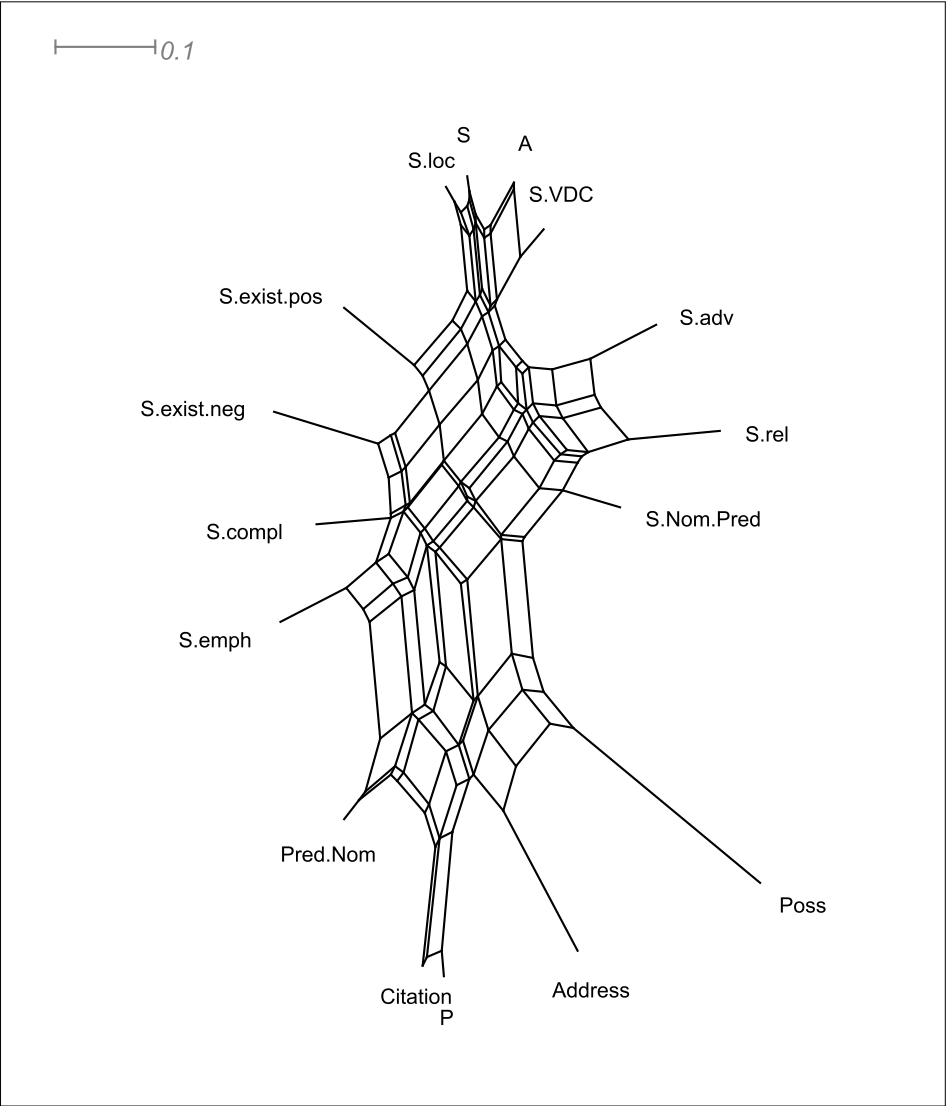 0.1
S
A
S.loc
S.VDC
S.exist.pos
S.adv
S.exist.neg
S.rel
S.Nom.Pred
S.compl
S.emph
Pred.Nom
Poss
Address
Citation
P